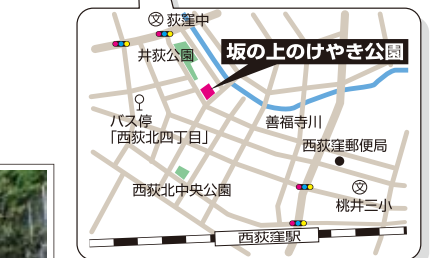 文 荻窪中
井荻公園
坂の上のけやき公園
バス停
「西荻北四丁目」
善福寺川
西荻窪郵便局
西荻北中央公園
文
桃井三小
西荻窪駅